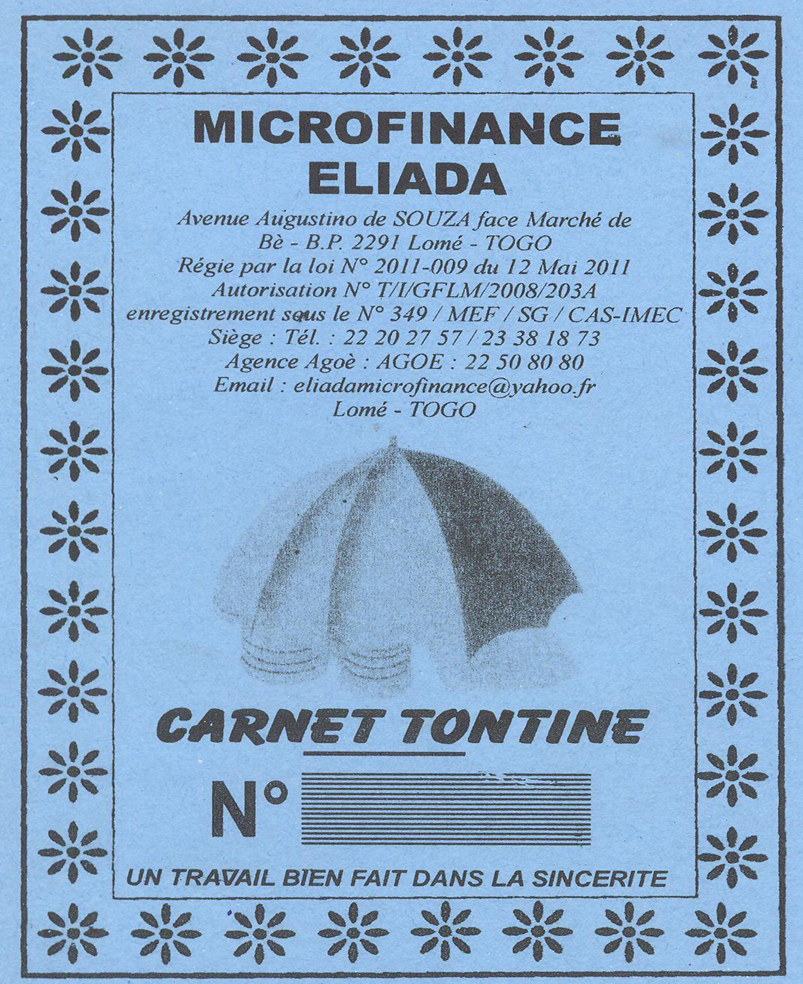 MICROFINANCE
ELIADA
Avenue Augustino de SOUZA face Marché de
Bè - B.P. 2291 Lomé - TOGO
Régie par la loi N° 2011-009 du 12 Mai 2011
Autorisation N° T/I/GFLM/2008/203A
enregistrement sous le N° 349 / MEF / SG / CAS-IMEC
Siège : Tél. : 22 20 27 57 / 23 38 18 73
Agence Agoè : AGOE : 22 50 80 80
Email : eliadamicrofinance@yahoo.fr
Lomé - TOGO
CARNET TONTINE
N°
UN TRAVAIL BIEN FAIT DANS LA SINCERITE